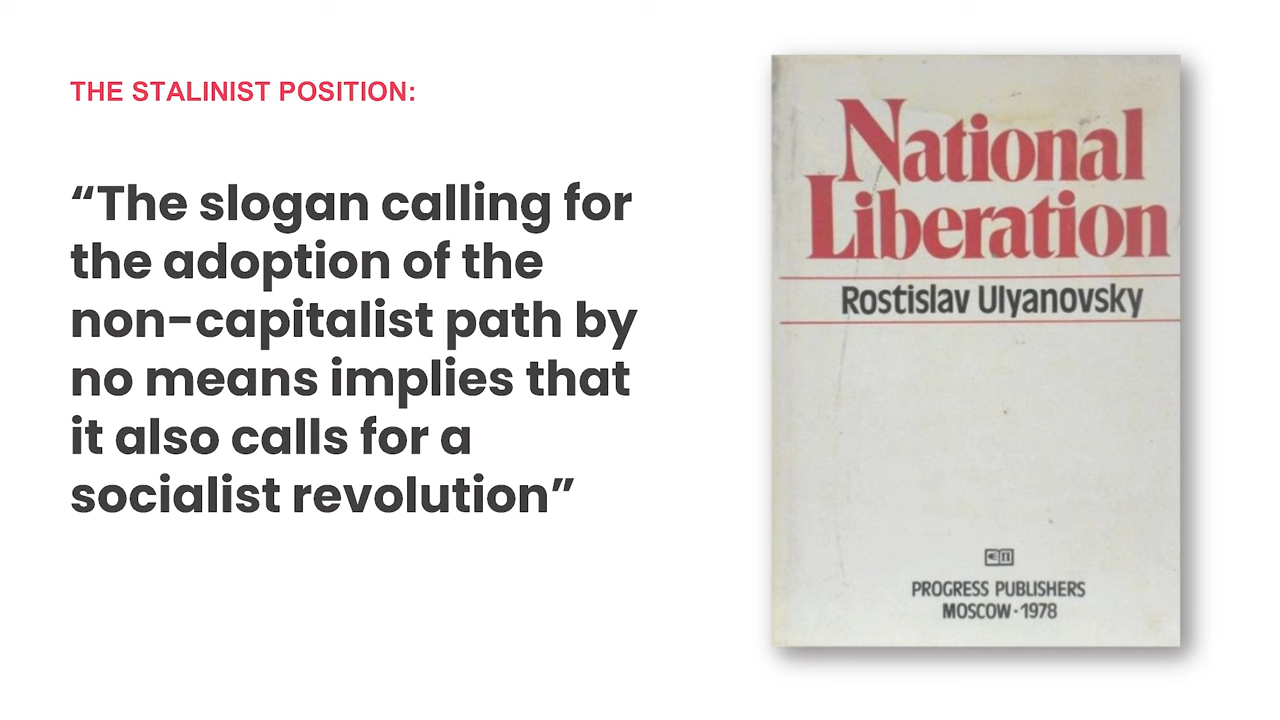 THE STALINIST POSITION:
“The slogan calling for
the adoption of the
non-capitalist path by
no means implies that
it also calls for a
socialist revolution”
National
Liberation
Rostislav Ulyanovsky
PROGRESS PUBLISHERS
MOSCOW · 1978